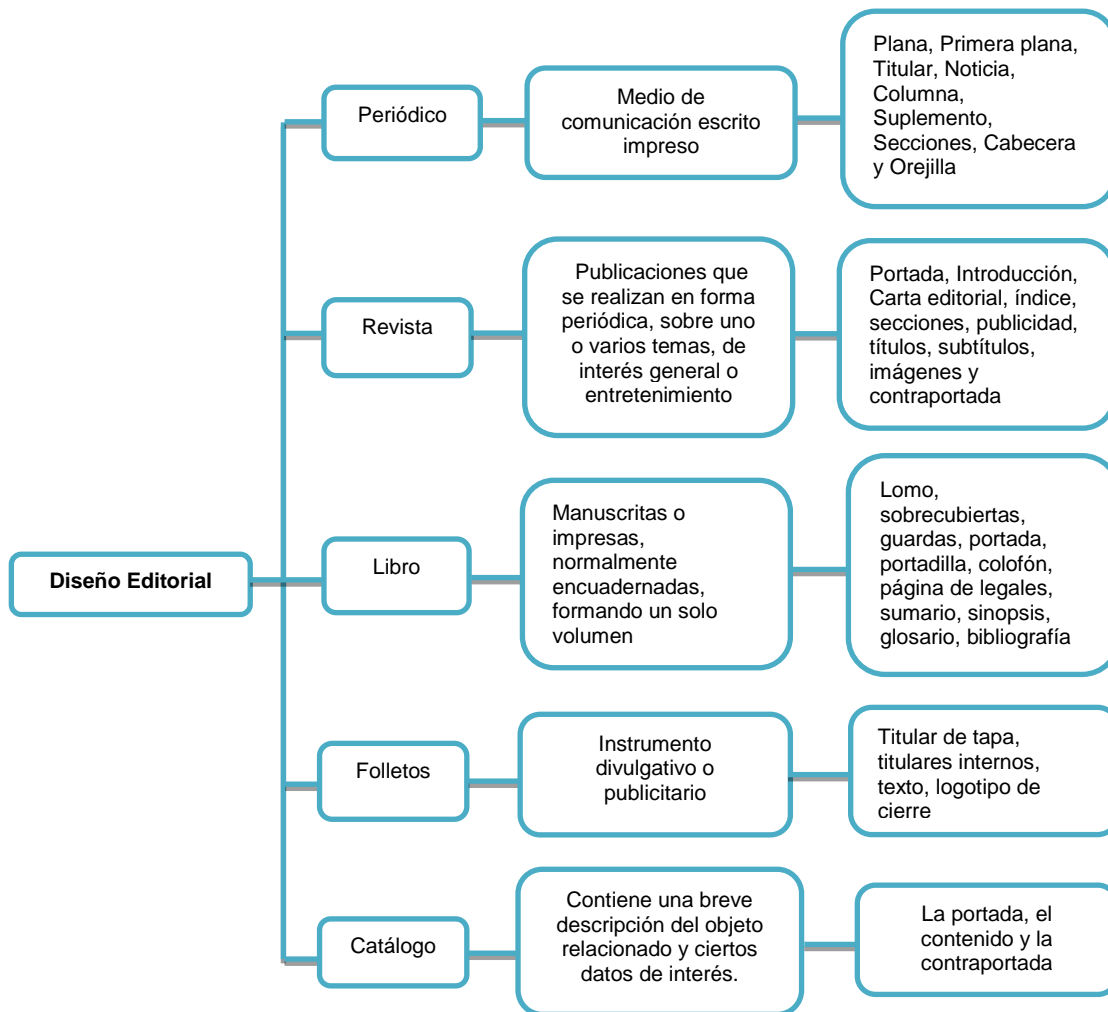 Periódico
Medio de
comunicación escrito
impreso
Plana, Primera plana,
Titular, Noticia,
Columna,
Suplemento,
Secciones, Cabecera
y Orejilla
Revista
Publicaciones que
se realizan en forma
periódica, sobre uno
o varios temas, de
interés general o
entretenimiento
Portada, Introducción,
Carta editorial, índice,
secciones, publicidad,
títulos, subtítulos,
imágenes y
contraportada
Diseño Editorial
Libro
Manuscritas o
impresas,
normalmente
encuadernadas,
formando un solo
volumen
Lomo,
sobrecubiertas,
guardas, portada,
portadilla, colofón,
página de legales,
sumario, sinopsis,
glosario, bibliografía
Folletos
Instrumento
divulgativo o
publicitario
Titular de tapa,
titulares internos,
texto, logotipo de
cierre
Catálogo
Contiene una breve
descripción del objeto
relacionado y ciertos
datos de interés.
La portada, el
contenido y la
contraportada